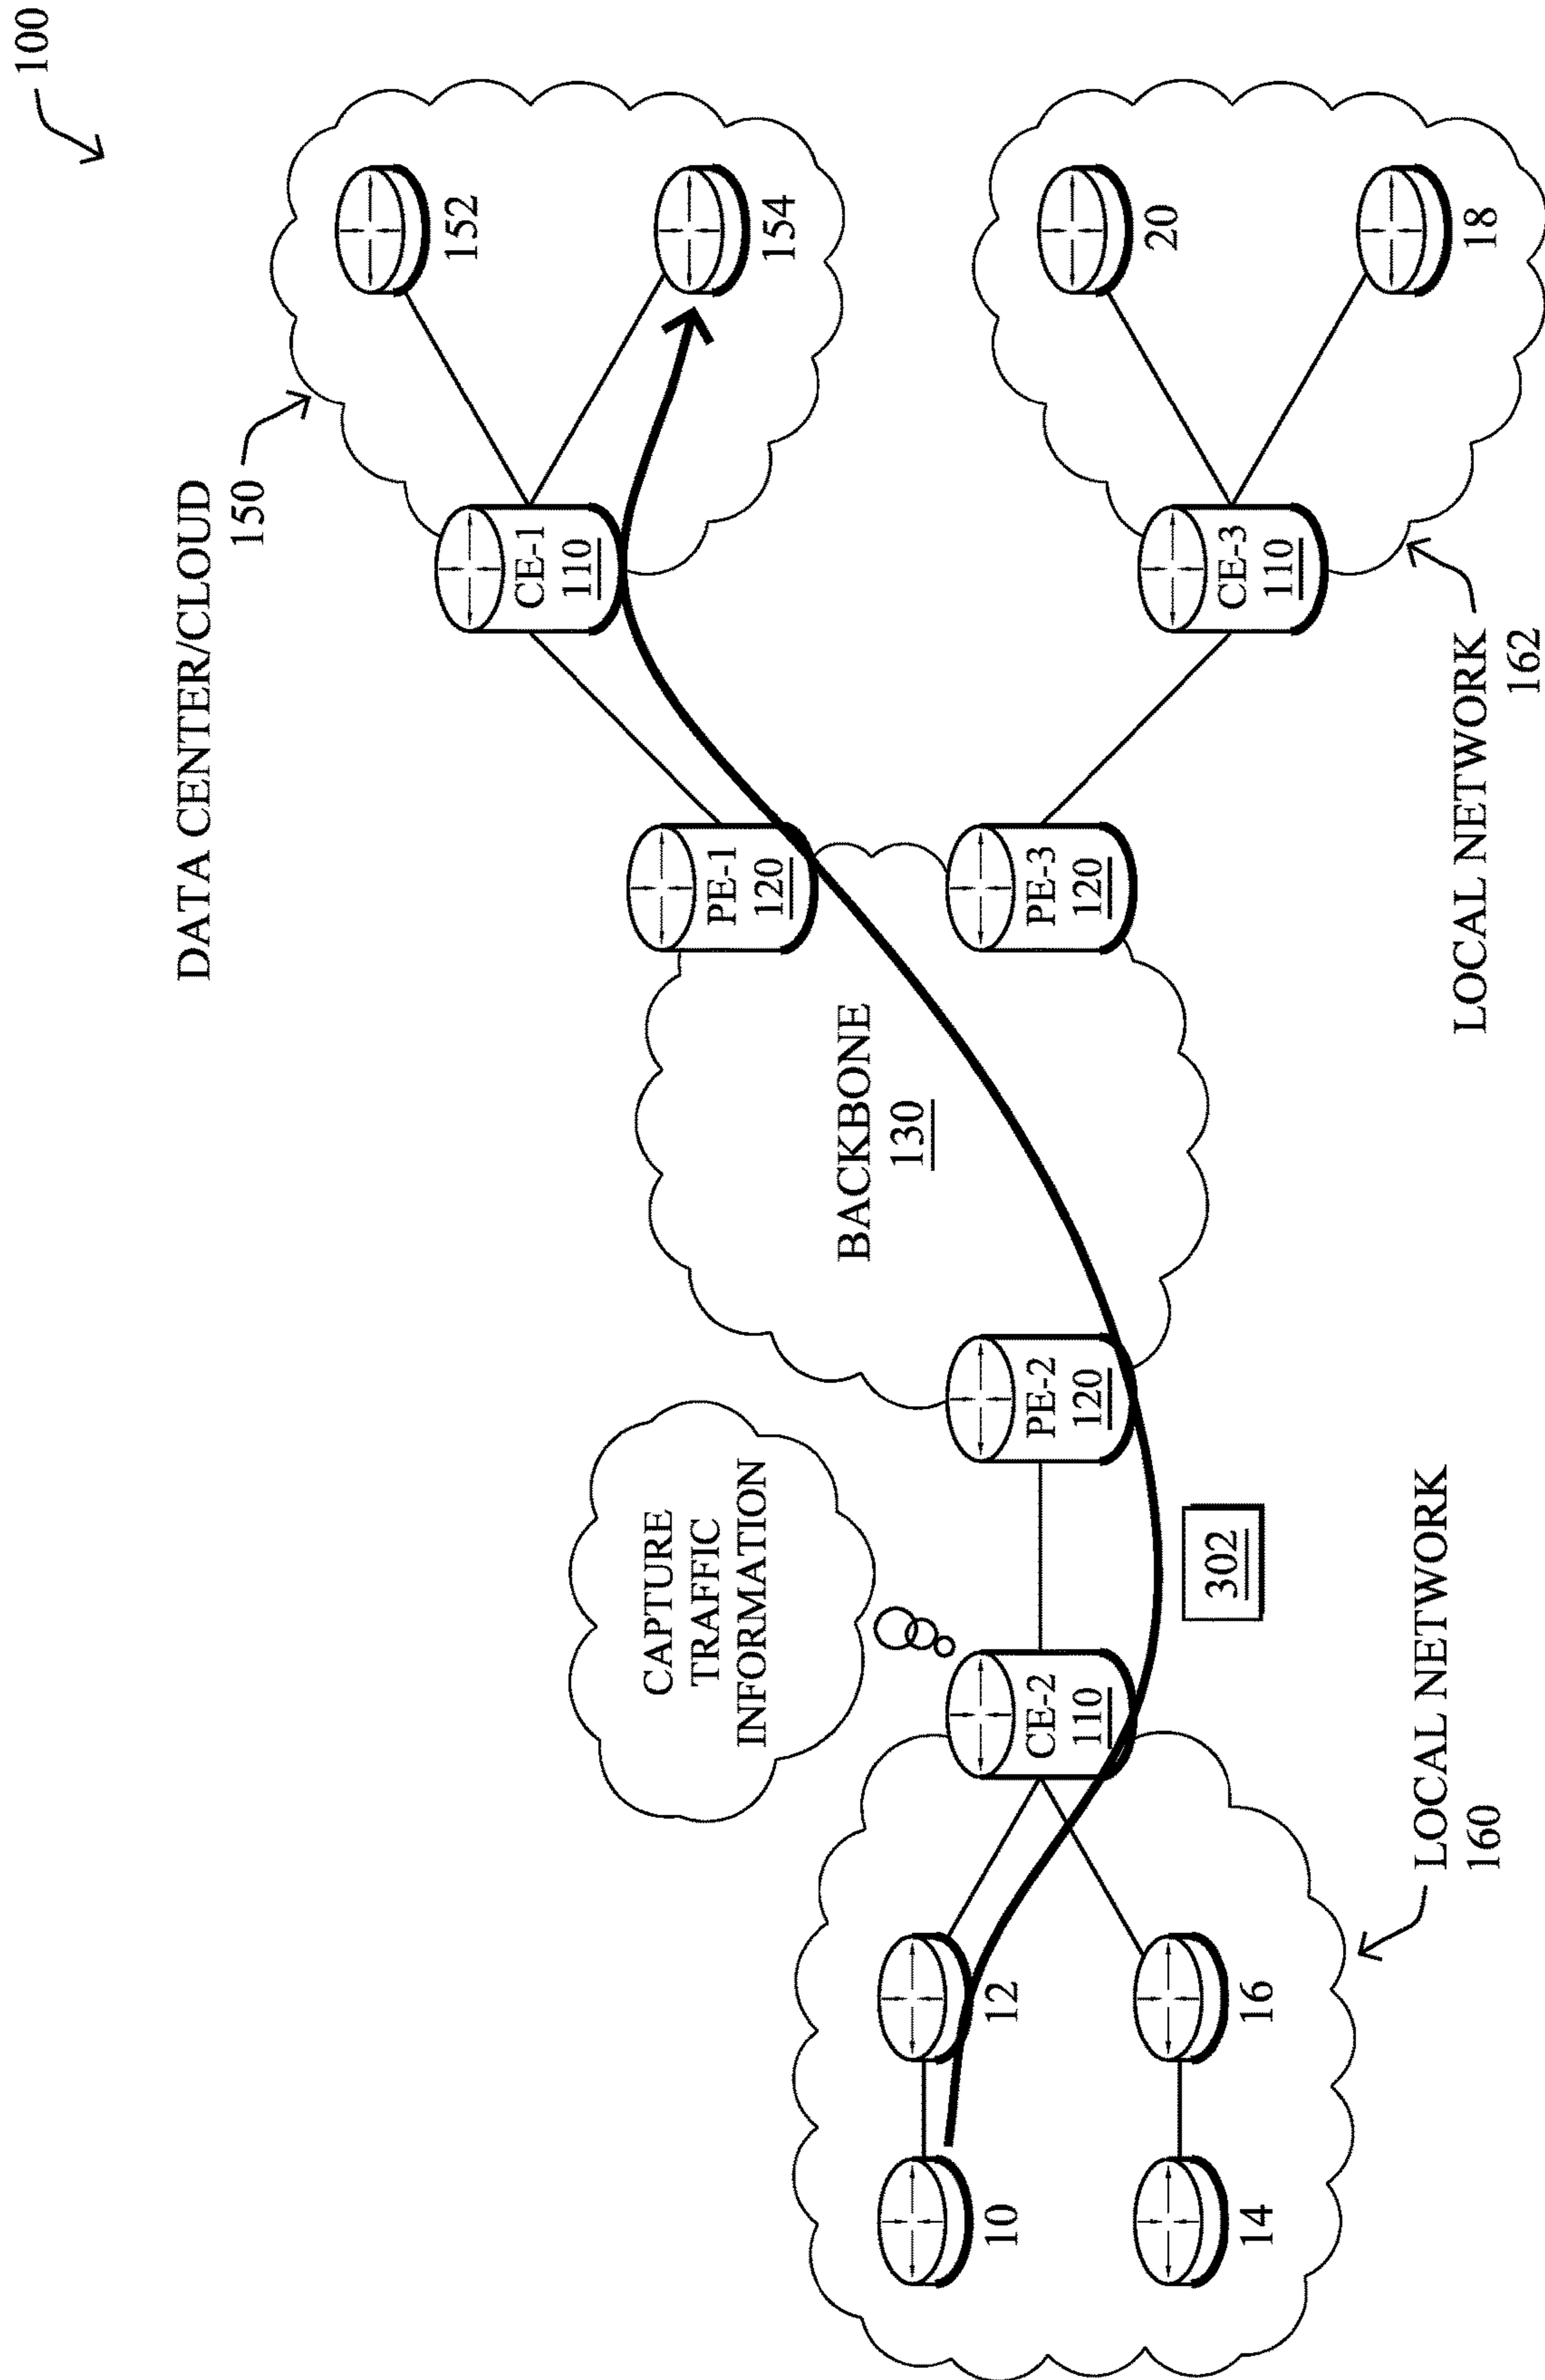 100
DATA CENTER/CLOUD
150
152
154
CE-1
110
PE-1
120
BACKBONE
130
PE-3
120
CE-3
110
20
18
LOCAL NETWORK
162
CAPTURE
TRAFFIC
INFORMATION
PE-2
120
302
CE-2
110
12
10
16
14
LOCAL NETWORK
160